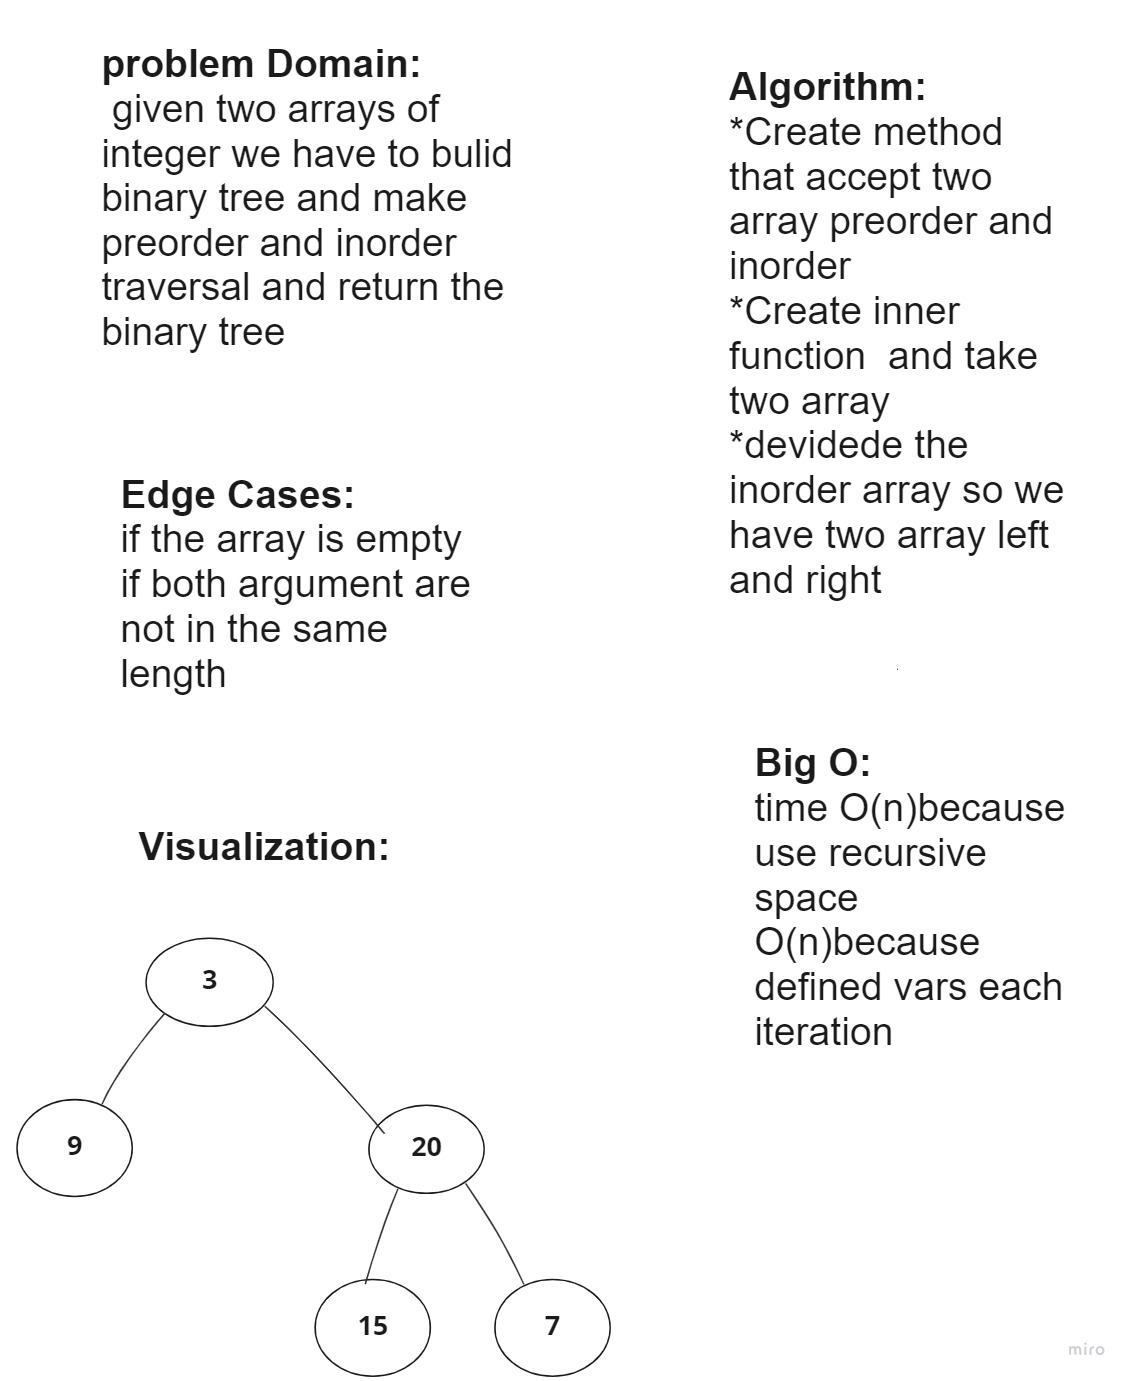 problem Domain:
given two arrays of
integer we have to bulid
binary tree and make
preorder and inorder
traversal and return the
binary tree
Edge Cases:
if the array is empty
if both argument are
not in the same
length
Visualization:
3
9
20
15
7
Algorithm:
*Create method
that accept two
array preorder and
inorder
*Create inner
function  and take
two array
*devidede the
inorder array so we
have two array left
and right
Big O:
time O(n)because
use recursive
space
O(n)because
defined vars each
iteration
miro